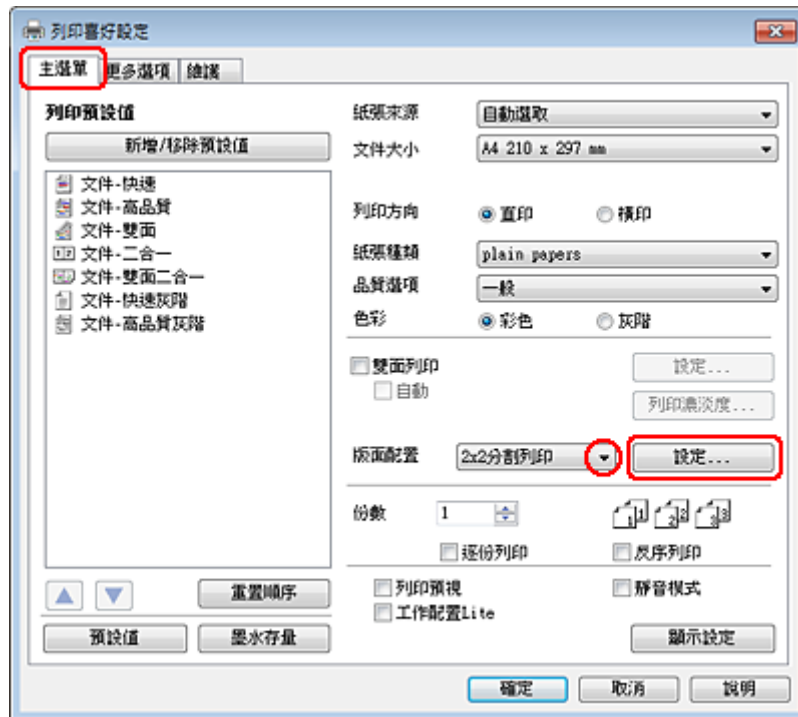 列印喜好設定
主選單 更多選項 維護
列印預設值
新增/移除預設值
文件-快速
文件-高品質
文件-雙面
文件-二合一
文件-雙面二合一
文件-快速灰階
文件-高品質灰階
重置順序
預設值 墨水存量
紙張來源 自動選取
文件大小 A4 210 x 297 mm
列印方向 直印 橫印
紙張種類 plain papers
品質選項 一般
色彩 彩色 灰階
雙面列印 設定...
自動
列印濃淡度...
版面配置 2x2分割列印 設定...
份數 1
逐份列印 反序列印
列印預視 靜音模式
工作配置Lite
顯示設定
確定 取消 說明